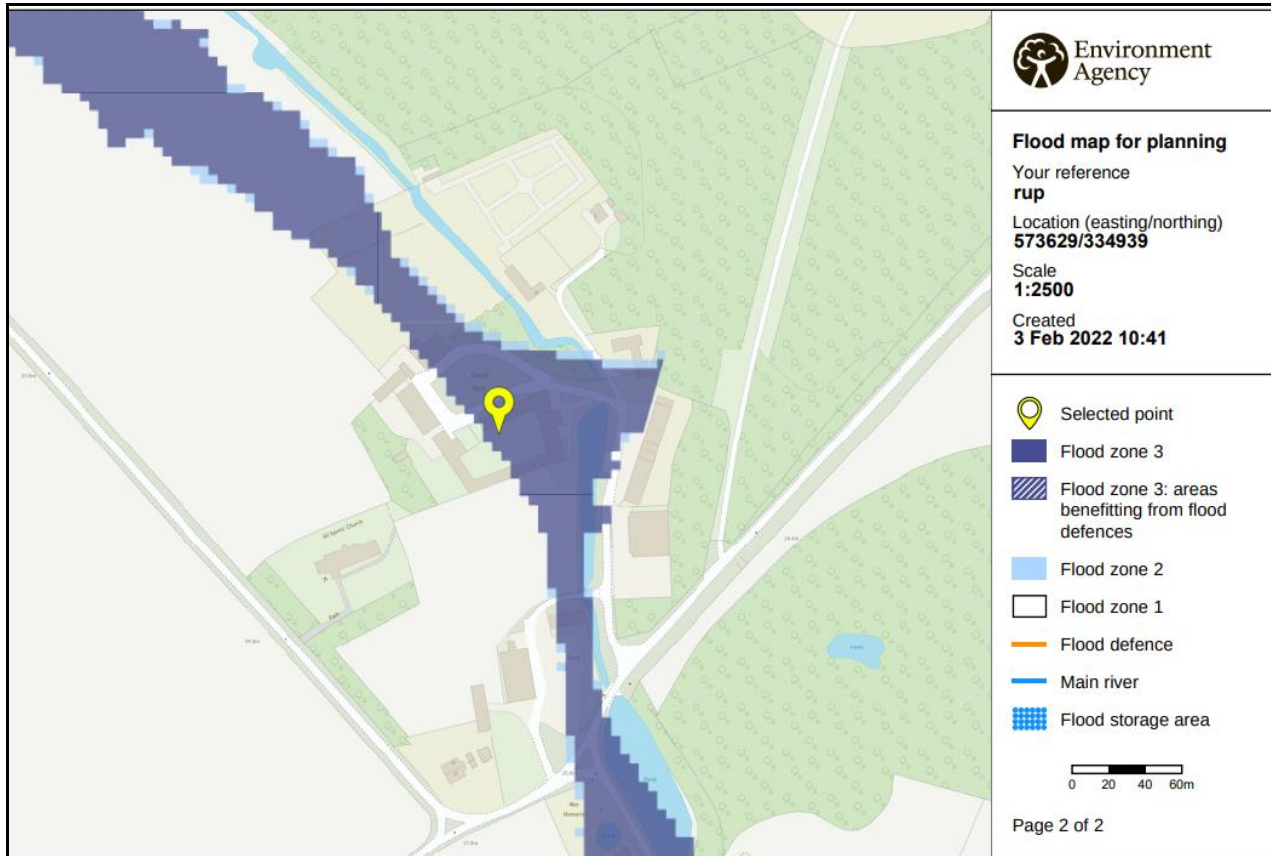 Environment
Agency
Flood map for planning
Your reference
rup
Location (easting/northing)
573629/334939
Scale
1:2500
Created
3 Feb 2022 10:41
Selected point
Flood zone 3
Flood zone 3: areas
benefitting from flood
defences
Flood zone 2
Flood zone 1
Flood defence
Main river
Flood storage area
0 20 40 60m
Page 2 of 2
All Saints' Church
Path
War
Memorial